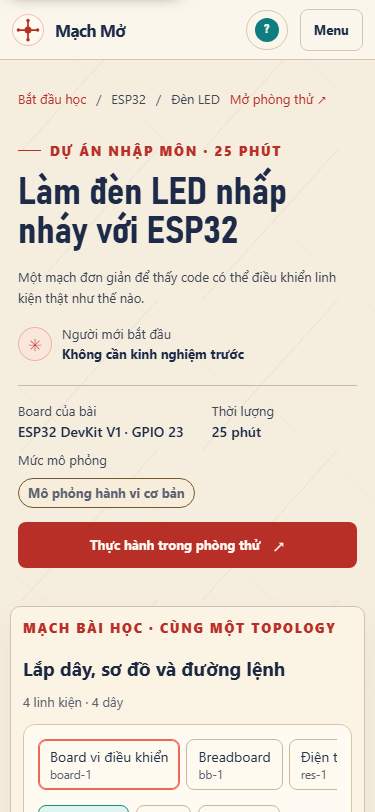 Mạch Mở
?
Menu
Bắt đầu học / ESP32 / Đèn LED Mở phòng thử ↗
DỰ ÁN NHẬP MÔN · 25 PHÚT
Làm đèn LED nhấp
nháy với ESP32
Một mạch đơn giản để thấy code có thể điều khiển linh
kiện thật như thế nào.
Người mới bắt đầu
Không cần kinh nghiệm trước
Board của bài
ESP32 DevKit V1 · GPIO 23
Thời lượng
25 phút
Mức mô phỏng
Mô phỏng hành vi cơ bản
Thực hành trong phòng thử ↗
MẠCH BÀI HỌC · CÙNG MỘT TOPOLOGY
Lắp dây, sơ đồ và đường lệnh
4 linh kiện · 4 dây
Board vi điều khiển
board-1
Breadboard
bb-1
Điện t
res-1